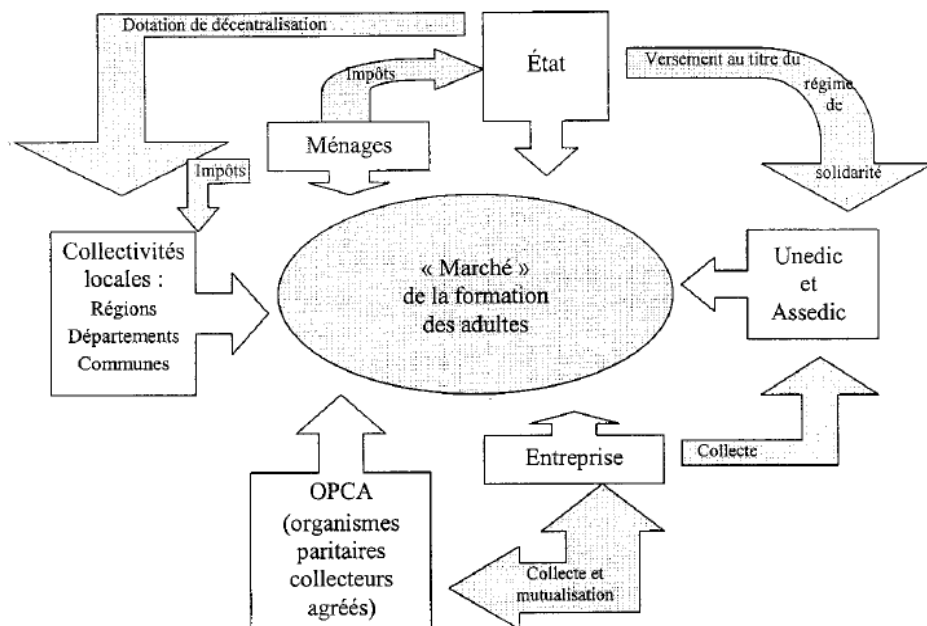 Dotation de décentralisation
État
Versement au titre du
régime
de
solidarité
Impôts
Ménages
Impôts
Collectivités
locales :
Régions
Départements
Communes
« Marché »
de la formation
des adultes
Unedic
et
Assedic
Entreprise
Collecte
OPCA
(organismes
paritaires
collecteurs
agréés)
Collecte et
mutualisation